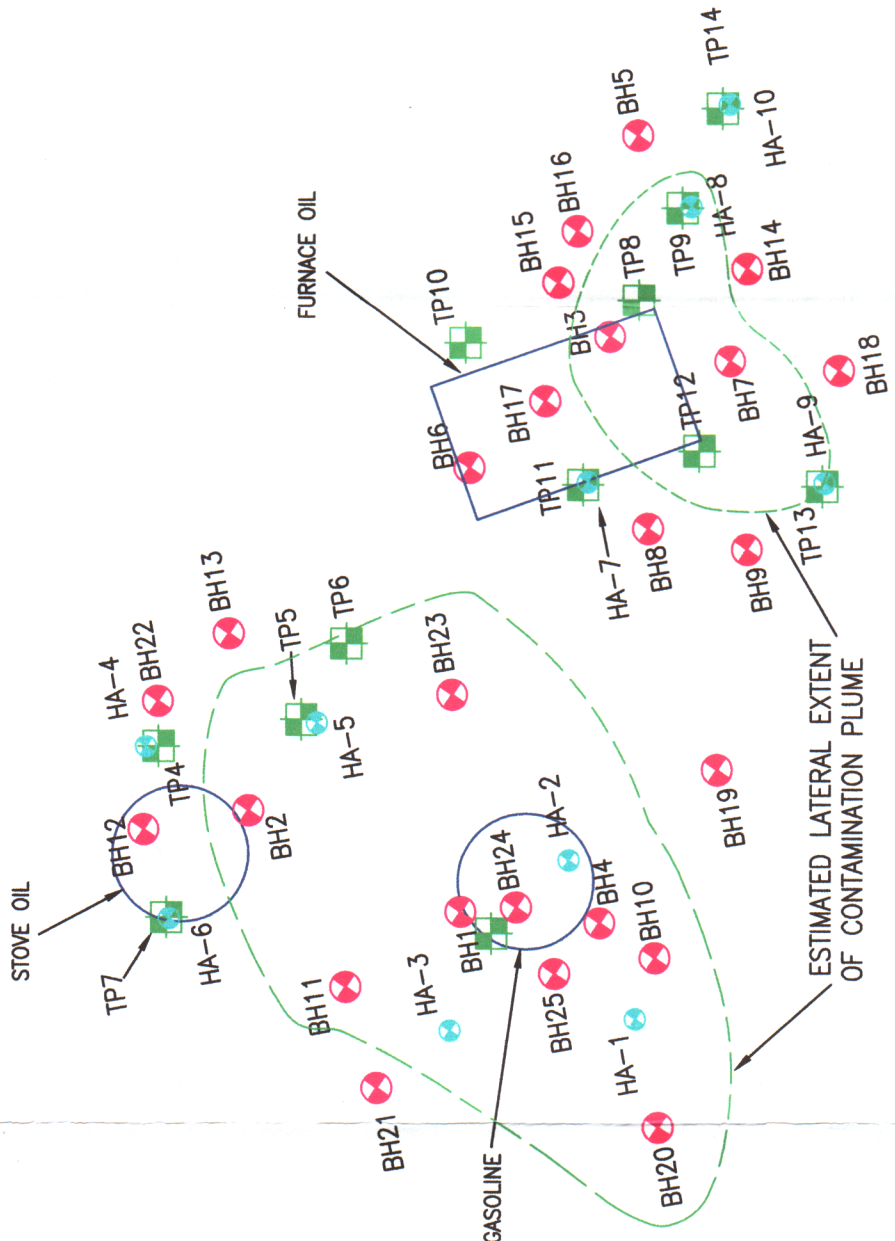 STOVE OIL
FURNACE OIL
GASOLINE
ESTIMATED LATERAL EXTENT
OF CONTAMINATION PLUME
TP14
HA-10
BH5
BH16
BH15
TP8
TP9
HA-8
BH14
TP10
BH3
BH17
BH6
TP12
BH7
BH18
HA-9
TP13
TP11
HA-7
BH8
BH9
BH13
HA-4
BH22
TP5
TP6
HA-5
BH23
TP4
BH12
BH2
TP7
HA-6
BH19
HA-2
BH24
BH1
BH4
BH10
BH25
HA-3
HA-1
BH11
BH21
BH20